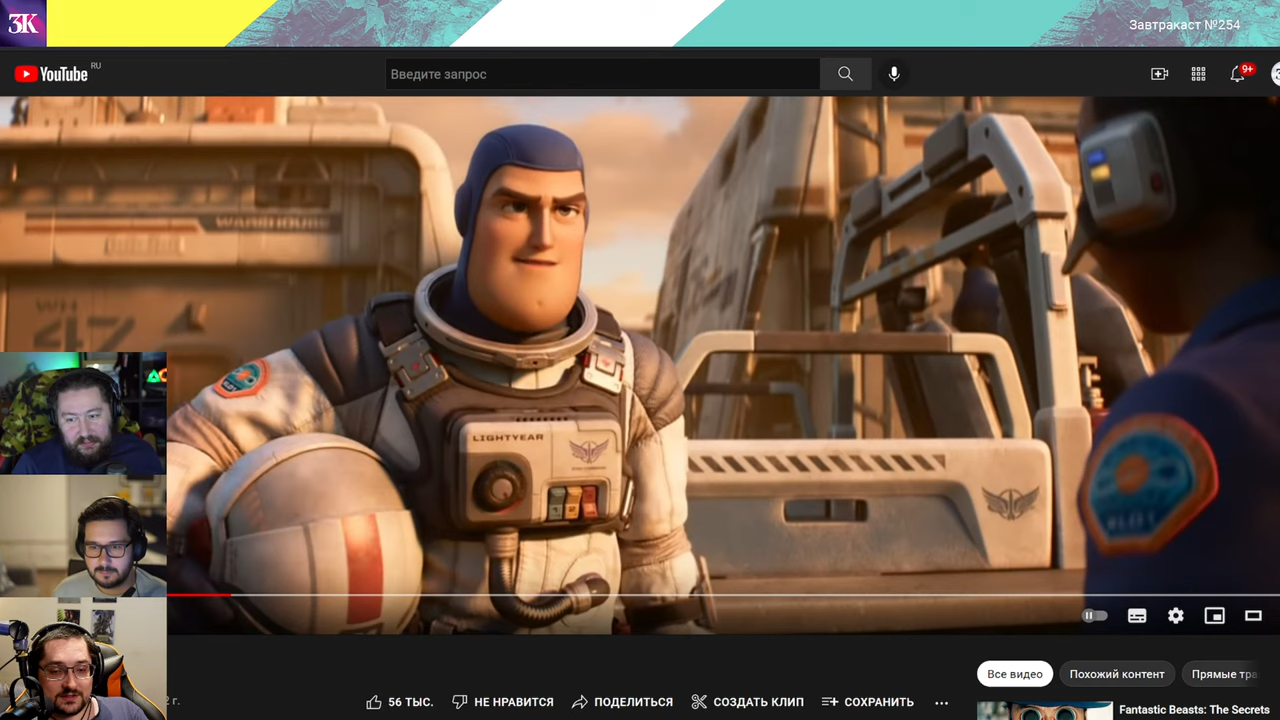 ЗК
Завтракаст №254
YouTube RU
Введите запрос
9+
WAREHOUSE
47
LIGHTYEAR
56 ТЫС.
НЕ НРАВИТСЯ
ПОДЕЛИТЬСЯ
СОЗДАТЬ КЛИП
СОХРАНИТЬ
Все видео
Похожий контент
Прямые тра
Fantastic Beasts: The Secrets